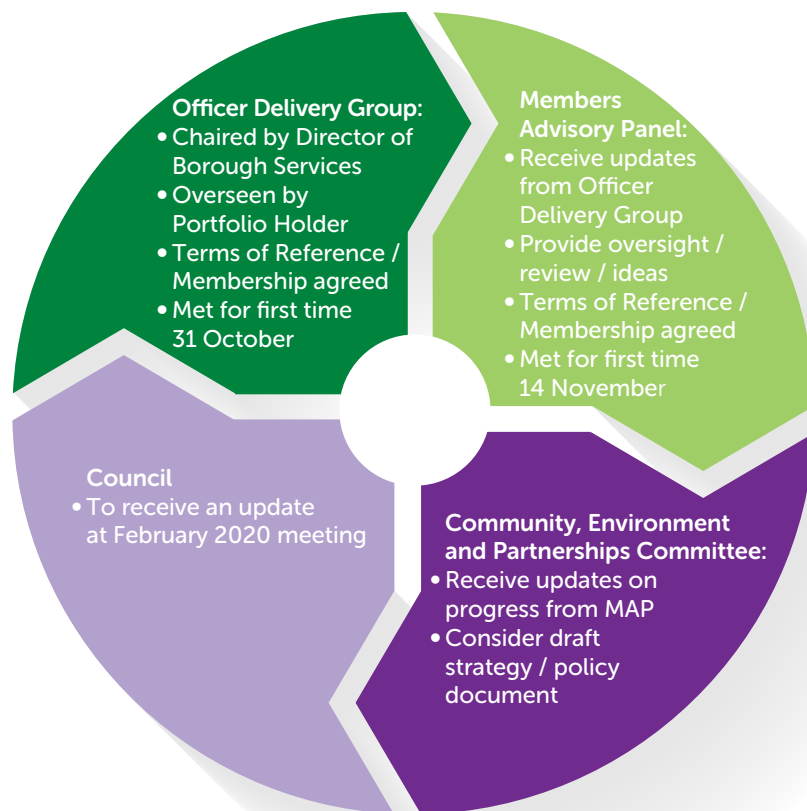 Officer Delivery Group:
• Chaired by Director of
Borough Services
• Overseen by
Portfolio Holder
• Terms of Reference /
Membership agreed
• Met for first time
31 October
Members
Advisory Panel:
• Receive updates
from Officer
Delivery Group
• Provide oversight /
review / ideas
• Terms of Reference /
Membership agreed
• Met for first time
14 November
Community, Environment
and Partnerships Committee:
• Receive updates on
progress from MAP
• Consider draft
strategy / policy
document
Council
• To receive an update
at February 2020 meeting